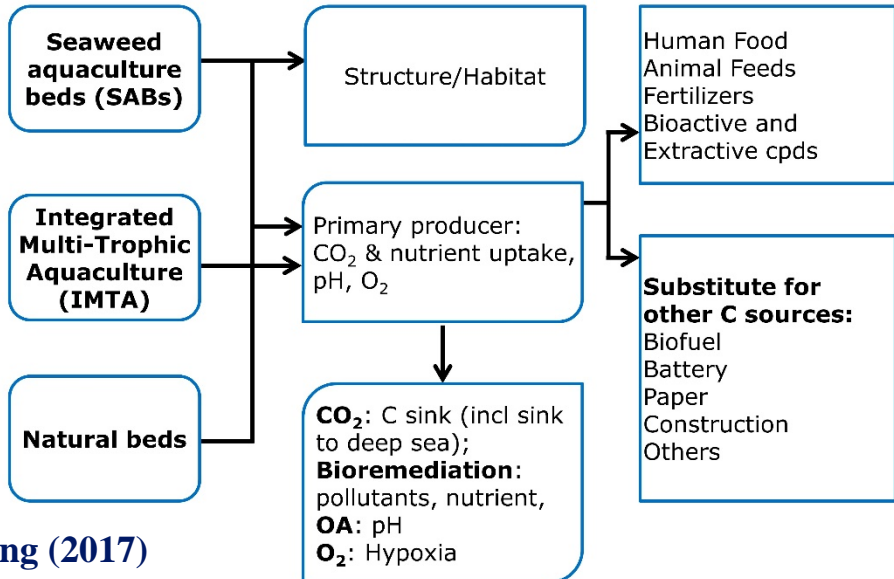 Seaweed
aquaculture
beds (SABs)
Structure/Habitat
Human Food
Animal Feeds
Fertilizers
Bioactive and
Extractive cpds
Integrated
Multi-Trophic
Aquaculture
(IMTA)
Primary producer:
CO₂ & nutrient uptake,
pH, O₂
Substitute for
other C sources:
Biofuel
Battery
Paper
Construction
Others
Natural beds
CO₂: C sink (incl sink
to deep sea);
Bioremediation:
pollutants, nutrient,
OA: pH
O₂: Hypoxia
(2017)